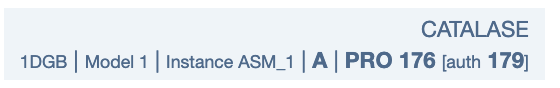 CATALASE
1DGB | Model 1 | Instance ASM_1 | A | PRO 176 [auth 179]